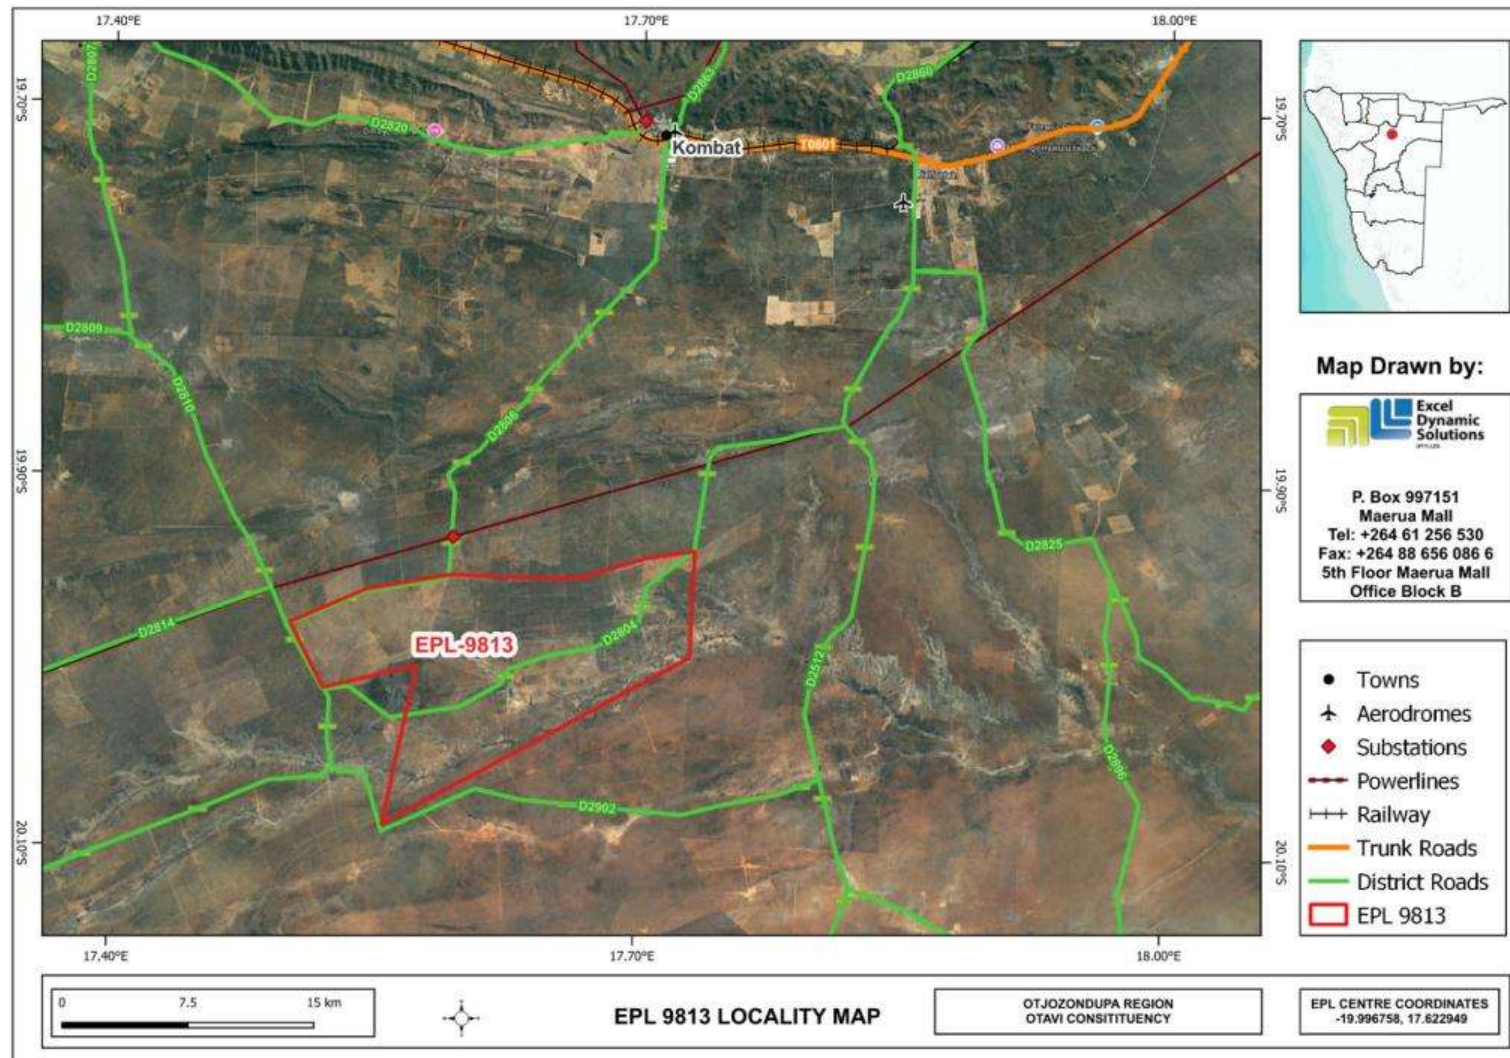 17.40°E
17.70°E
18.00°E
19.70°S
19.70°S
D2807
D2863
D2860
D2820
Kombat
T0801
D2809
D2810
D2806
19.90°S
19.90°S
D2825
D2814
EPL-9813
D2804
D2512
D2896
D2902
20.10°S
20.10°S
17.40°E
17.70°E
18.00°E
Map Drawn by:
Excel
Dynamic
Solutions
P. Box 997151
Maerua Mall
Tel: +264 61 256 530
Fax: +264 88 656 086 6
5th Floor Maerua Mall
Office Block B
Towns
Aerodromes
Substations
Powerlines
Railway
Trunk Roads
District Roads
EPL 9813
0 7.5 15 km
EPL 9813 LOCALITY MAP
OTJOZONDUPA REGION
OTAVI CONSITITUENCY
EPL CENTRE COORDINATES
-19.996758, 17.622949